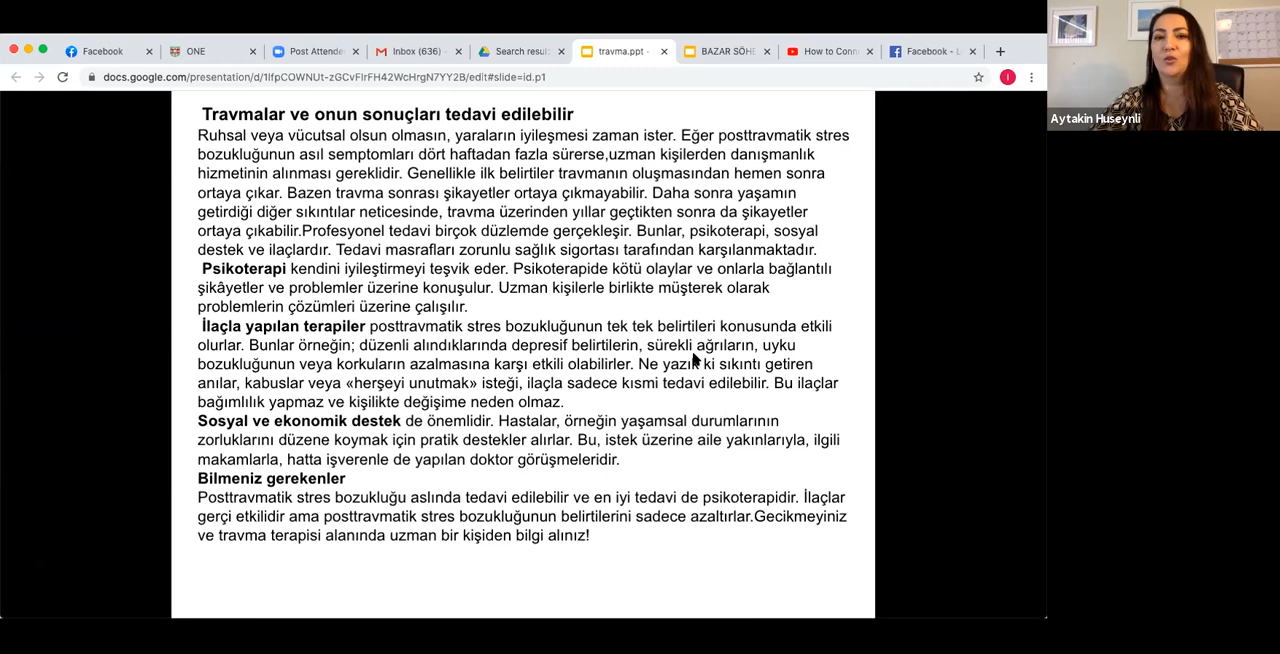 Facebook
ONE
Post Attende
Inbox (636) -
Search resul
travma.ppt -
BAZAR SÖH
How to Conn
Facebook - L
docs.google.com/presentation/d/1IfpCOWNUt-zGCvFIrFH42WcHrgN7YY2B/edit#slide=id.p1
I
Aytakin Huseynli
Travmalar ve onun sonuçları tedavi edilebilir
Ruhsal veya vücutsal olsun olmasın, yaraların iyileşmesi zaman ister. Eğer posttravmatik stres
bozukluğunun asıl semptomları dört haftadan fazla sürerse,uzman kişilerden danışmanlık
hizmetinin alınması gereklidir. Genellikle ilk belirtiler travmanın oluşmasından hemen sonra
ortaya çıkar. Bazen travma sonrası şikayetler ortaya çıkmayabilir. Daha sonra yaşamın
getirdiği diğer sıkıntılar neticesinde, travma üzerinden yıllar geçtikten sonra da şikayetler
ortaya çıkabilir.Profesyonel tedavi birçok düzlemde gerçekleşir. Bunlar, psikoterapi, sosyal
destek ve ilaçlardır. Tedavi masrafları zorunlu sağlık sigortası tarafından karşılanmaktadır.
Psikoterapi kendini iyileştirmeyi teşvik eder. Psikoterapide kötü olaylar ve onlarla bağlantılı
şikâyetler ve problemler üzerine konuşulur. Uzman kişilerle birlikte müşterek olarak
problemlerin çözümleri üzerine çalışılır.
İlaçla yapılan terapiler posttravmatik stres bozukluğunun tek tek belirtileri konusunda etkili
olurlar. Bunlar örneğin; düzenli alındıklarında depresif belirtilerin, sürekli ağrıların, uyku
bozukluğunun veya korkuların azalmasına karşı etkili olabilirler. Ne yazık ki sıkıntı getiren
anılar, kabuslar veya «herşeyi unutmak» isteği, ilaçla sadece kısmi tedavi edilebilir. Bu ilaçlar
bağımlılık yapmaz ve kişilikte değişime neden olmaz.
Sosyal ve ekonomik destek de önemlidir. Hastalar, örneğin yaşamsal durumlarının
zorluklarını düzene koymak için pratik destekler alırlar. Bu, istek üzerine aile yakınlarıyla, ilgili
makamlarla, hatta işverenle de yapılan doktor görüşmeleridir.
Bilmeniz gerekenler
Posttravmatik stres bozukluğu aslında tedavi edilebilir ve en iyi tedavi de psikoterapidir. İlaçlar
gerçi etkilidir ama posttravmatik stres bozukluğunun belirtilerini sadece azaltırlar.Gecikmeyiniz
ve travma terapisi alanında uzman bir kişiden bilgi alınız!